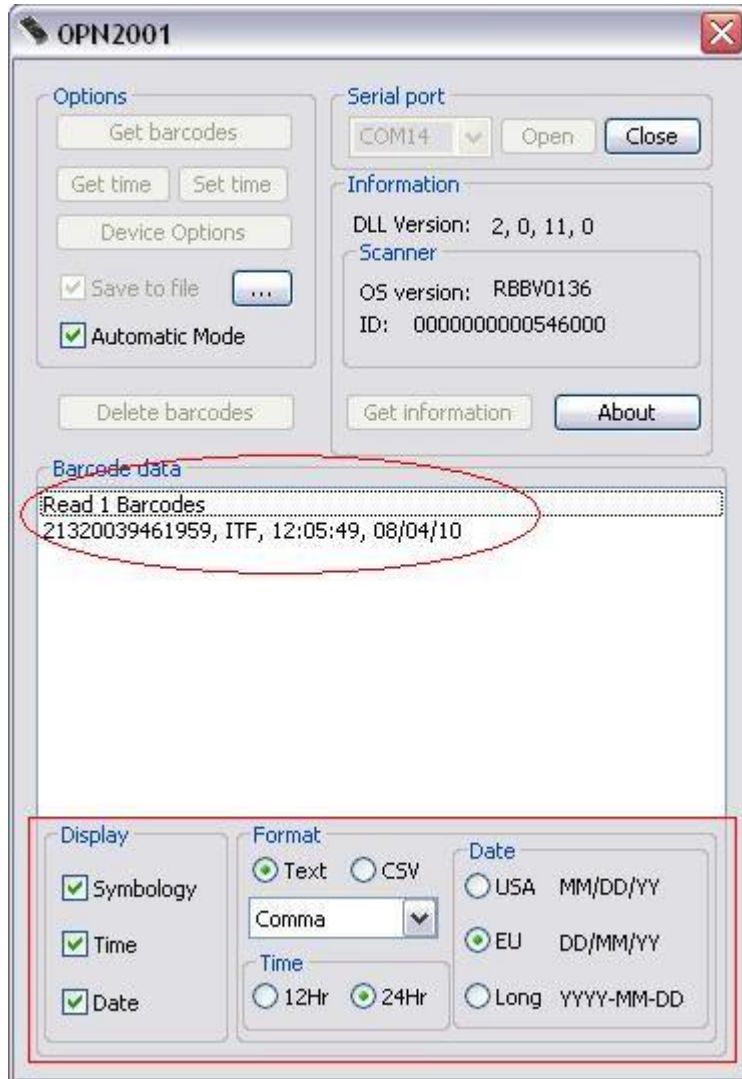 OPN2001
Options
Get barcodes
Get time Set time
Device Options
Save to file ...
Automatic Mode
Delete barcodes
Serial port
COM14 Open Close
Information
DLL Version: 2, 0, 11, 0
Scanner
OS version: RBBV0136
ID: 0000000000546000
Get information About
Barcode data
Read 1 Barcodes
21320039461959, ITF, 12:05:49, 08/04/10
Display
Symbology
Time
Date
Format
Text CSV
Comma
Time
12Hr 24Hr
Date
USA MM/DD/YY
EU DD/MM/YY
Long YYYY-MM-DD